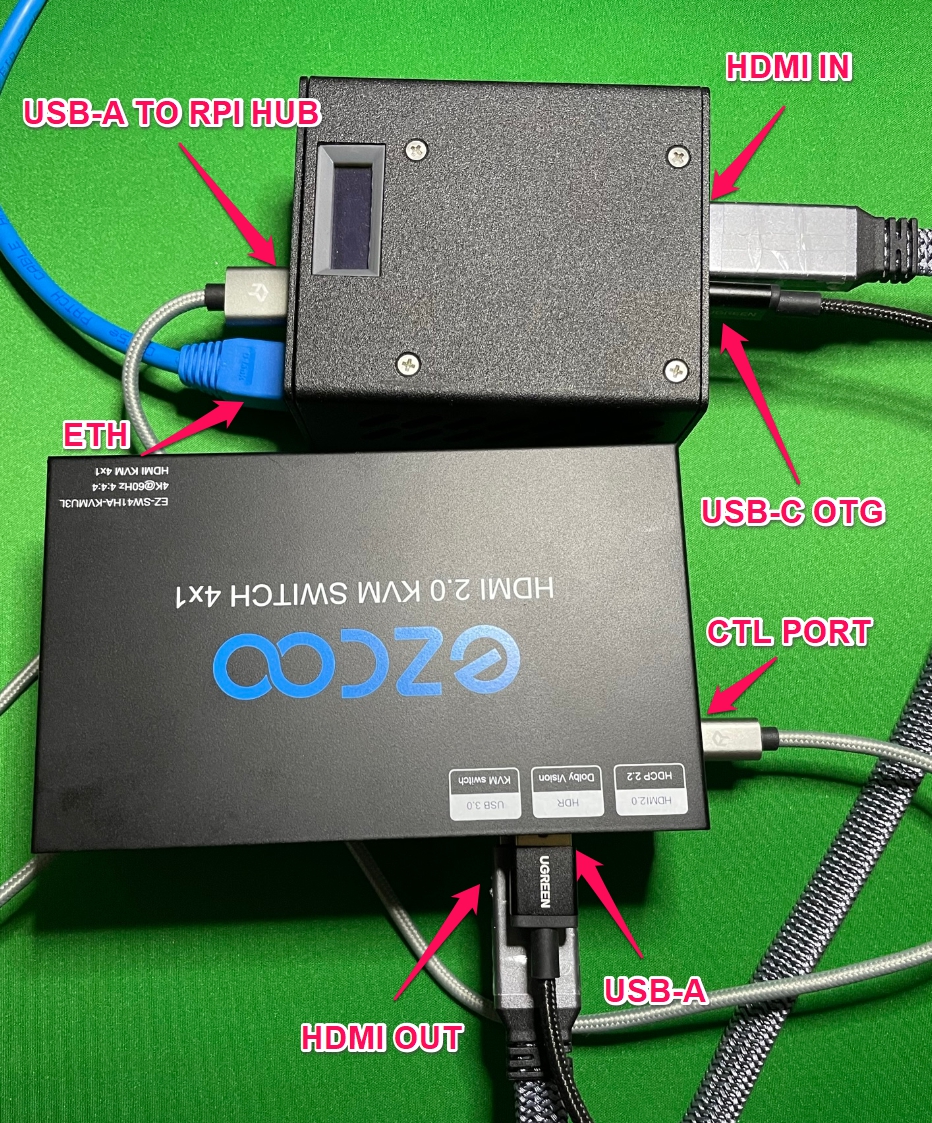 HDMI IN
USB-A TO RPI HUB
ETH
USB-C OTG
EZ-SW41HA-KVMU3L
4K@60Hz 4:4:4
HDMI KVM 4x1
HDMI 2.0 KVM SWITCH 4x1
ezcoo
CTL PORT
HDMI2.0
HDCP 2.2
HDR
Dolby Vision
USB 3.0
KVM switch
UGREEN
USB-A
HDMI OUT